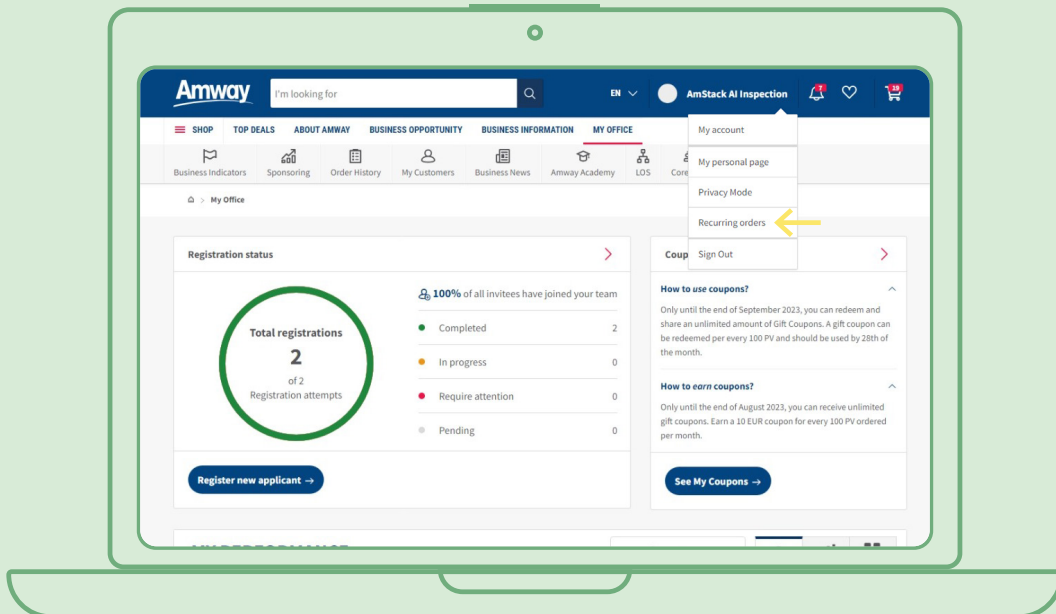 Amway
I'm looking for
EN
AmStack AI Inspection
7
39
SHOP TOP DEALS ABOUT AMWAY BUSINESS OPPORTUNITY BUSINESS INFORMATION MY OFFICE
Business Indicators Sponsoring Order History My Customers Business News Amway Academy LOS Core
My account
My personal page
Privacy Mode
Recurring orders
Sign Out
> My Office
Registration status
Total registrations
2
of 2
Registration attempts
100% of all invitees have joined your team
Completed 2
In progress 0
Require attention 0
Pending 0
Register new applicant →
Coup
How to use coupons?
Only until the end of September 2023, you can redeem and
share an unlimited amount of Gift Coupons. A gift coupon can
be redeemed per every 100 PV and should be used by 28th of
the month.
How to earn coupons?
Only until the end of August 2023, you can receive unlimited
gift coupons. Earn a 10 EUR coupon for every 100 PV ordered
per month.
See My Coupons →
MY PERFORMANCE